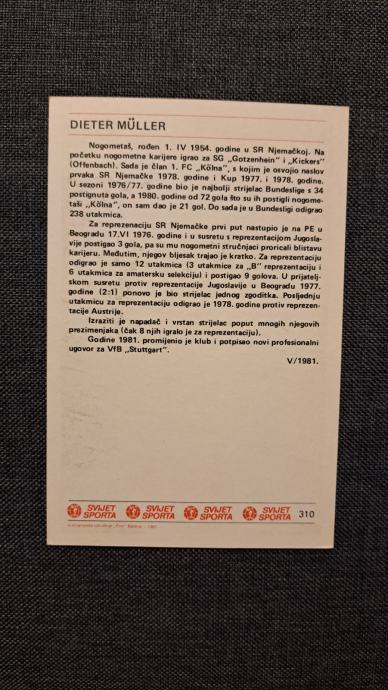 DIETER MÜLLER
Nogometaš, rođen 1. IV 1954. godine u SR Njemačkoj. Na
početku nogometne karijere igrao za SG „Gotzenhein" i „Kickers"
(Offenbach). Sada je član 1. FC „Kölna", s kojim je osvojio naslov
prvaka SR Njemačke 1978. godine i Kup 1977. i 1978. godine.
U sezoni 1976/77. godine bio je najbolji strijelac Bundeslige s 34
postignuta gola, a 1980. godine od 72 gola što su ih postigli nogome-
taši „Kölna", on sam dao je 21 gol. Do sada je u Bundesligi odigrao
238 utakmica.
Za reprezentaciju SR Njemačke prvi put nastupio je na PE u
Beogradu 17. VI 1976. godine i u susretu s reprezentacijom Jugosla-
vije postigao 3 gola, pa su mu nogometni stručnjaci proricali blistavu
karijeru. Međutim, njegov bljesak trajao je kratko. Za reprezentaciju
odigrao je samo 12 utakmica (3 utakmice za „B" reprezentaciju i
6 utakmica za amatersku selekciju) i postigao 9 golova. U prijatelj-
skom susretu protiv reprezentacije Jugoslavije u Beogradu 1977.
godine (2:1) ponovo je bio strijelac jednog zgoditka. Posljednju
utakmicu za reprezentaciju odigrao je 1978. godine protiv reprezen-
tacije Austrije.
Izraziti je napadač i vrstan strijelac poput mnogih njegovih
prezimenjaka (čak 8 njih igralo je za reprezentaciju).
Godine 1981. promijenio je klub i potpisao novi profesionalni
ugovor za VfB „Stuttgart".
V/1981.
SVIJET SPORTA SVIJET SPORTA SVIJET SPORTA SVIJET SPORTA 310